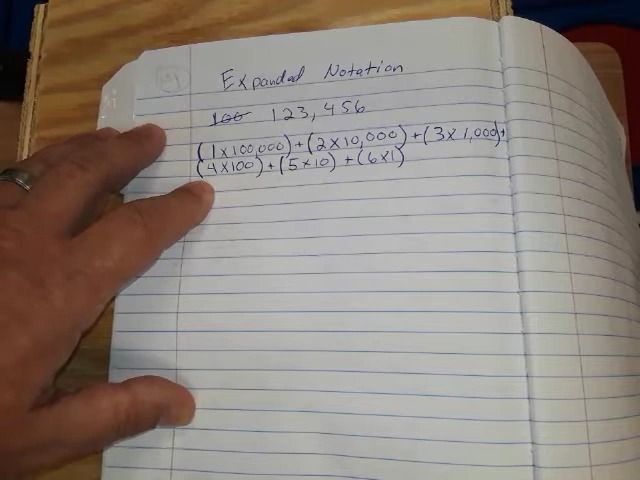 Expanded Notation
100 123,456
(1x100,000)+(2x10,000)+(3x1,000)+
(4x100)+(5x10)+(6x1)